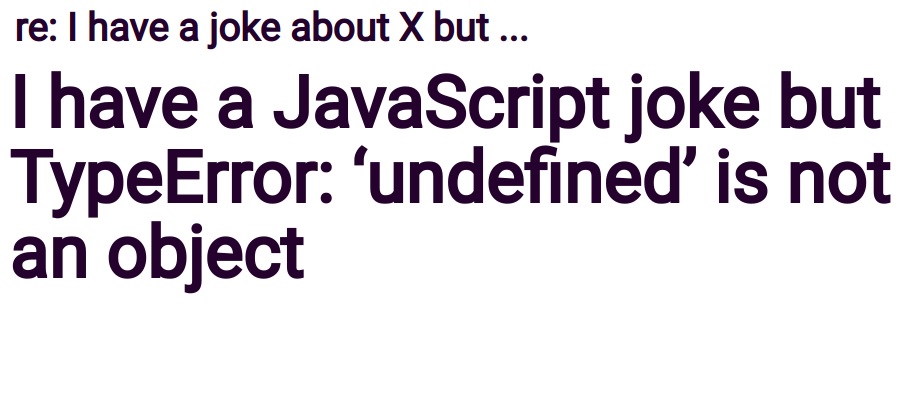 re: I have a joke about X but ...
I have a JavaScript joke but
TypeError: ‘undefined’ is not
an object